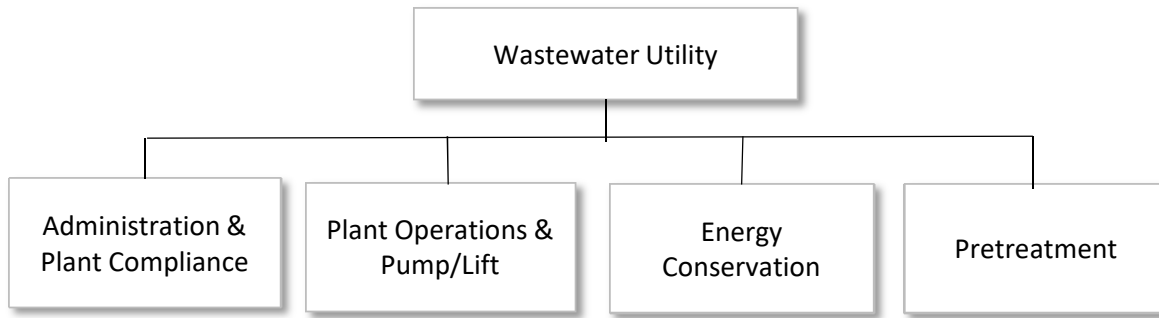 Wastewater Utility
Administration &
Plant Compliance
Plant Operations &
Pump/Lift
Energy
Conservation
Pretreatment